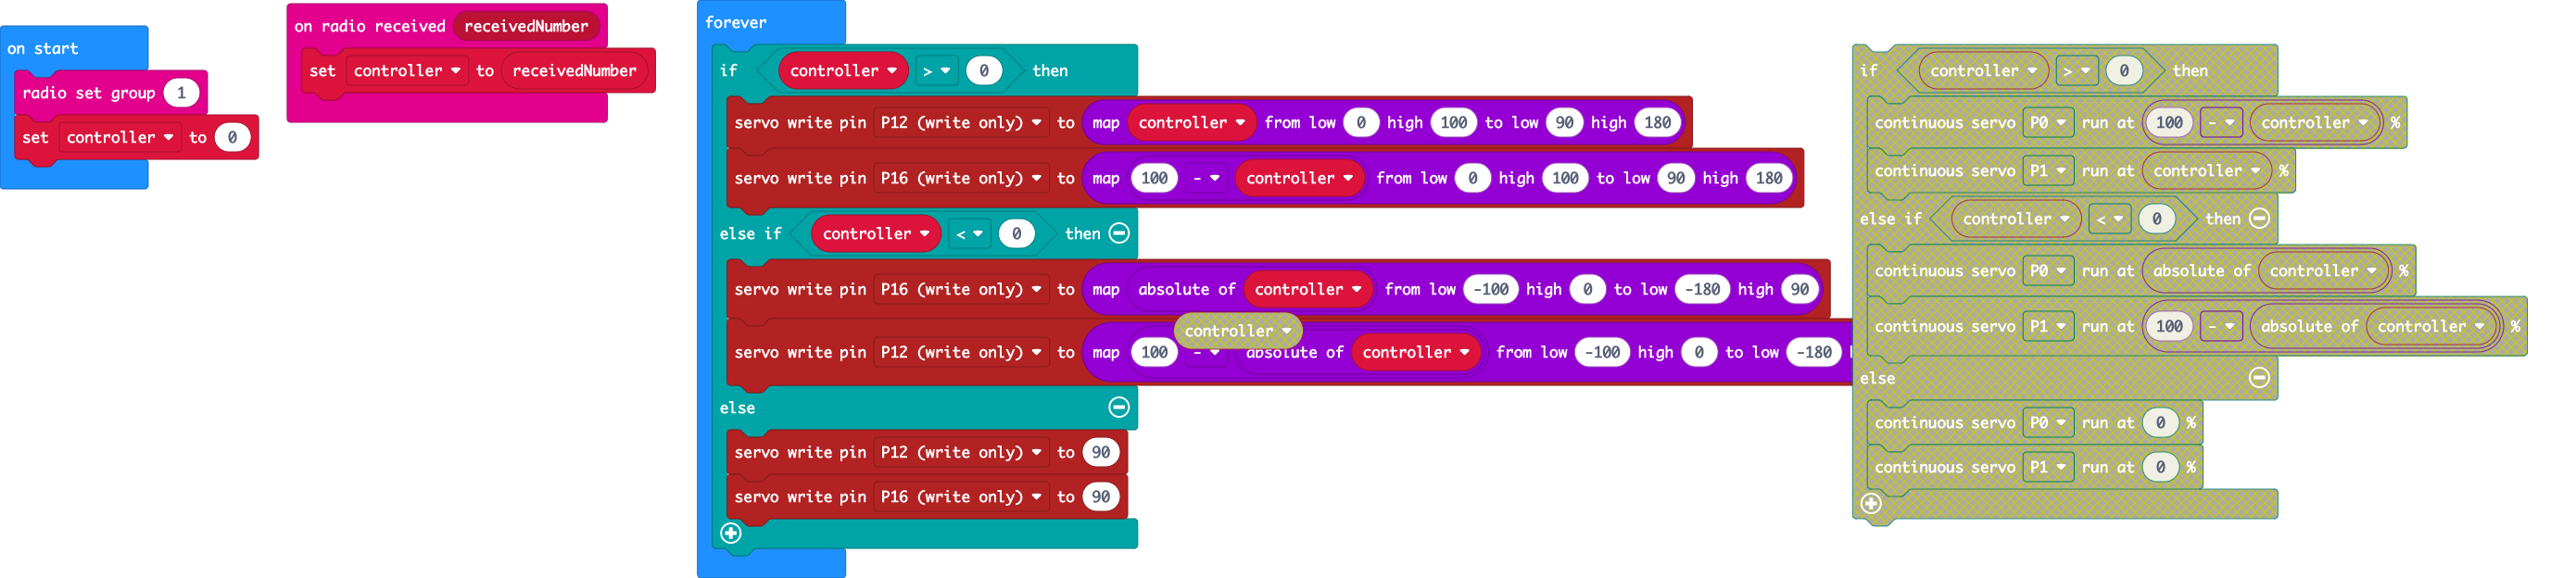 on start
radio set group 1
set controller to 0
on radio received receivedNumber
set controller to receivedNumber
forever
if controller > 0 then
servo write pin P12 (write only) to map controller from low 0 high 100 to low 90 high 180
servo write pin P16 (write only) to map 100 - controller from low 0 high 100 to low 90 high 180
else if controller < 0 then
servo write pin P16 (write only) to map absolute of controller from low -100 high 0 to low -180 high 90
controller
servo write pin P12 (write only) to map 100 - absolute of controller from low -100 high 0 to low -180
else
servo write pin P12 (write only) to 90
servo write pin P16 (write only) to 90
if controller > 0 then
continuous servo P0 run at 100 - controller %
continuous servo P1 run at controller %
else if controller < 0 then
continuous servo P0 run at absolute of controller %
continuous servo P1 run at 100 - absolute of controller %
else
continuous servo P0 run at 0 %
continuous servo P1 run at 0 %